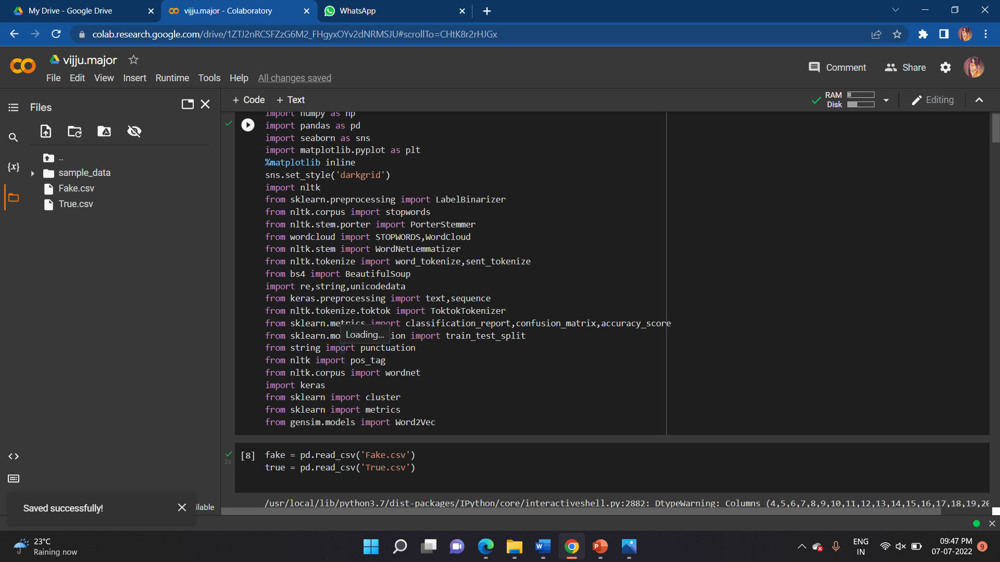 My Drive - Google Drive
vijju.major - Colaboratory
WhatsApp
colab.research.google.com/drive/1ZTJ2nRCSFZzG6M2_FHgyxOYv2dNRMSJU#scrollTo=CHtK8r2rHJGx
vijju.major
Comment
Share
File Edit View Insert Runtime Tools Help All changes saved
Files
+ Code + Text
RAM
Disk
Editing
..
sample_data
Fake.csv
True.csv
{x}
import numpy as np
import pandas as pd
import seaborn as sns
import matplotlib.pyplot as plt
%matplotlib inline
sns.set_style('darkgrid')
import nltk
from sklearn.preprocessing import LabelBinarizer
from nltk.corpus import stopwords
from nltk.stem.porter import PorterStemmer
from wordcloud import STOPWORDS,WordCloud
from nltk.stem import WordNetLemmatizer
from nltk.tokenize import word_tokenize,sent_tokenize
from bs4 import BeautifulSoup
import re,string,unicodedata
from keras.preprocessing import text,sequence
from nltk.tokenize.toktok import ToktokTokenizer
from sklearn.metrics import classification_report,confusion_matrix,accuracy_score
from sklearn.mo Loading... ion import train_test_split
from string import punctuation
from nltk import pos_tag
from nltk.corpus import wordnet
import keras
from sklearn import cluster
from sklearn import metrics
from gensim.models import Word2Vec
2s
[8] fake = pd.read_csv('Fake.csv')
true = pd.read_csv('True.csv')
/usr/local/lib/python3.7/dist-packages/IPython/core/interactiveshell.py:2882: DtypeWarning: Columns (4,5,6,7,8,9,10,11,12,13,14,15,16,17,18,19,20
Saved successfully!
ilable
23°C
Raining now
ENG
IN
09:47 PM
07-07-2022
9